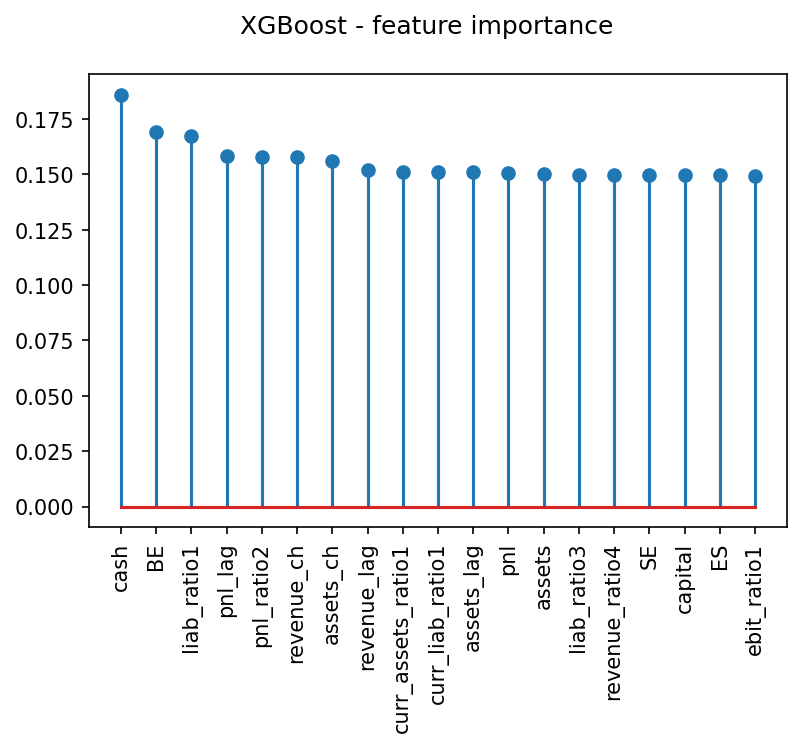 XGBoost - feature importance
0.175
0.150
0.125
0.100
0.075
0.050
0.025
0.000
cash
BE
liab_ratio1
pnl_lag
pnl_ratio2
revenue_ch
assets_ch
revenue_lag
curr_assets_ratio1
curr_liab_ratio1
assets_lag
pnl
assets
liab_ratio3
revenue_ratio4
SE
capital
ES
ebit_ratio1